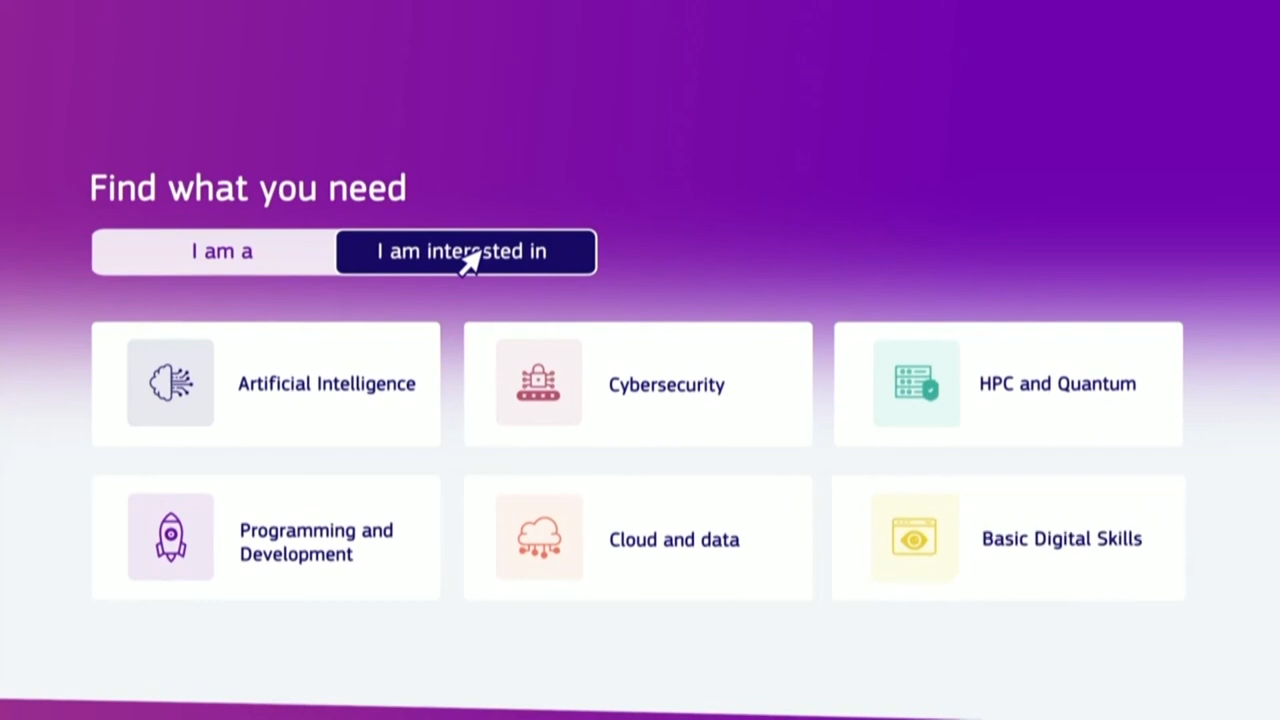 Find what you need
I am a
I am interested in
Artificial Intelligence
Cybersecurity
HPC and Quantum
Programming and
Development
Cloud and data
Basic Digital Skills